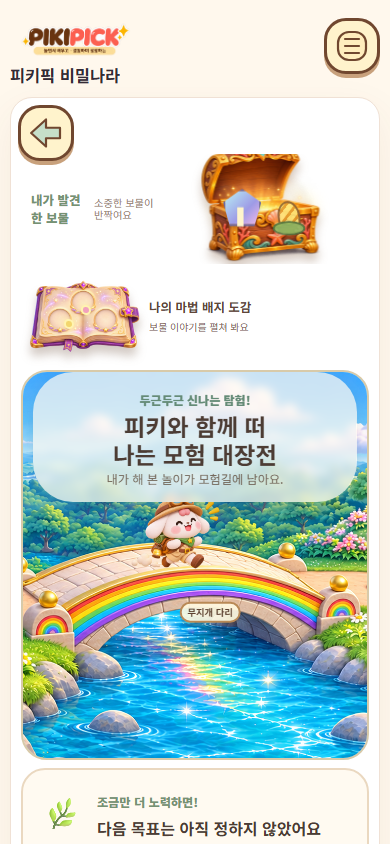 PIKIPICK
피키픽 비밀나라
내가 발견
한 보물
소중한 보물이
반짝여요
나의 마법 배지 도감
보물 이야기를 펼쳐 봐요
두근두근 신나는 탐험!
피키와 함께 떠
나는 모험 대장전
내가 해 본 놀이가 모험길에 남아요.
무지개 다리
조금만 더 노력하면!
다음 목표는 아직 정하지 않았어요